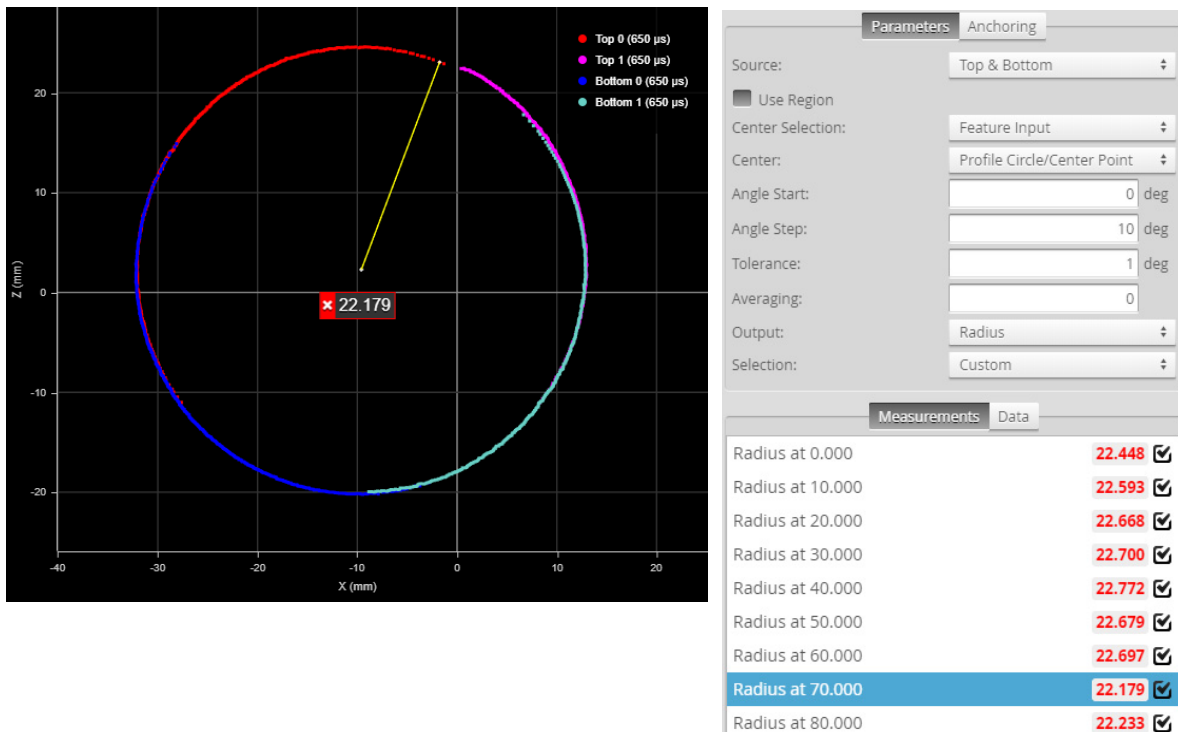 Top 0 (650 µs)
Top 1 (650 µs)
Bottom 0 (650 µs)
Bottom 1 (650 µs)
20
10
0
-10
-20
Z (mm)
22.179
-40
-30
-20
-10
0
10
20
X (mm)
Parameters Anchoring
Source: Top & Bottom
Use Region
Center Selection: Feature Input
Center: Profile Circle/Center Point
Angle Start: 0 deg
Angle Step: 10 deg
Tolerance: 1 deg
Averaging: 0
Output: Radius
Selection: Custom
Measurements Data
Radius at 0.000 22.448
Radius at 10.000 22.593
Radius at 20.000 22.668
Radius at 30.000 22.700
Radius at 40.000 22.772
Radius at 50.000 22.679
Radius at 60.000 22.697
Radius at 70.000 22.179
Radius at 80.000 22.233